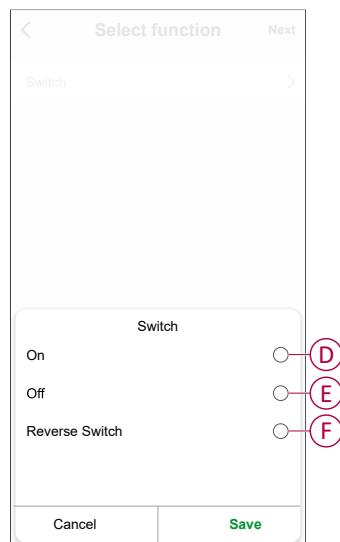 Select function Next
Switch
Switch
On
D
Off
E
Reverse Switch
F
Cancel Save